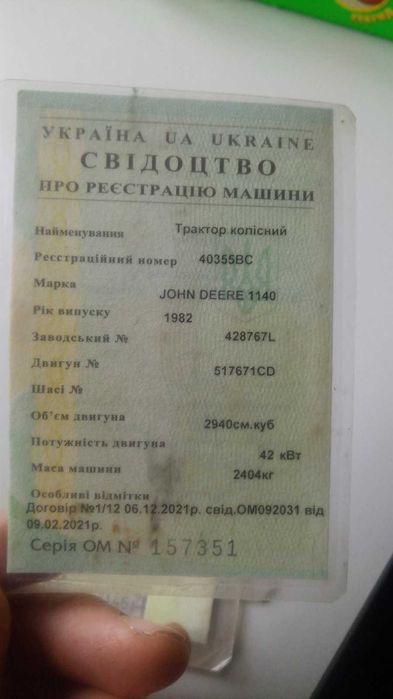 УКРАЇНА UA UKRAINE
СВІДОЦТВО
ПРО РЕЄСТРАЦІЮ МАШИНИ
Найменування Трактор колісний
Реєстраційний номер 40355ВС
Марка JOHN DEERE 1140
Рік випуску 1982
Заводський № 428767L
Двигун № 517671CD
Шасі №
Об'єм двигуна 2940см.куб
Потужність двигуна 42 кВт
Маса машини 2404кг
Особливі відмітки
Договір №1/12 06.12.2021р. свід.ОМ092031 від
09.02.2021р.
Серія ОМ № 157351